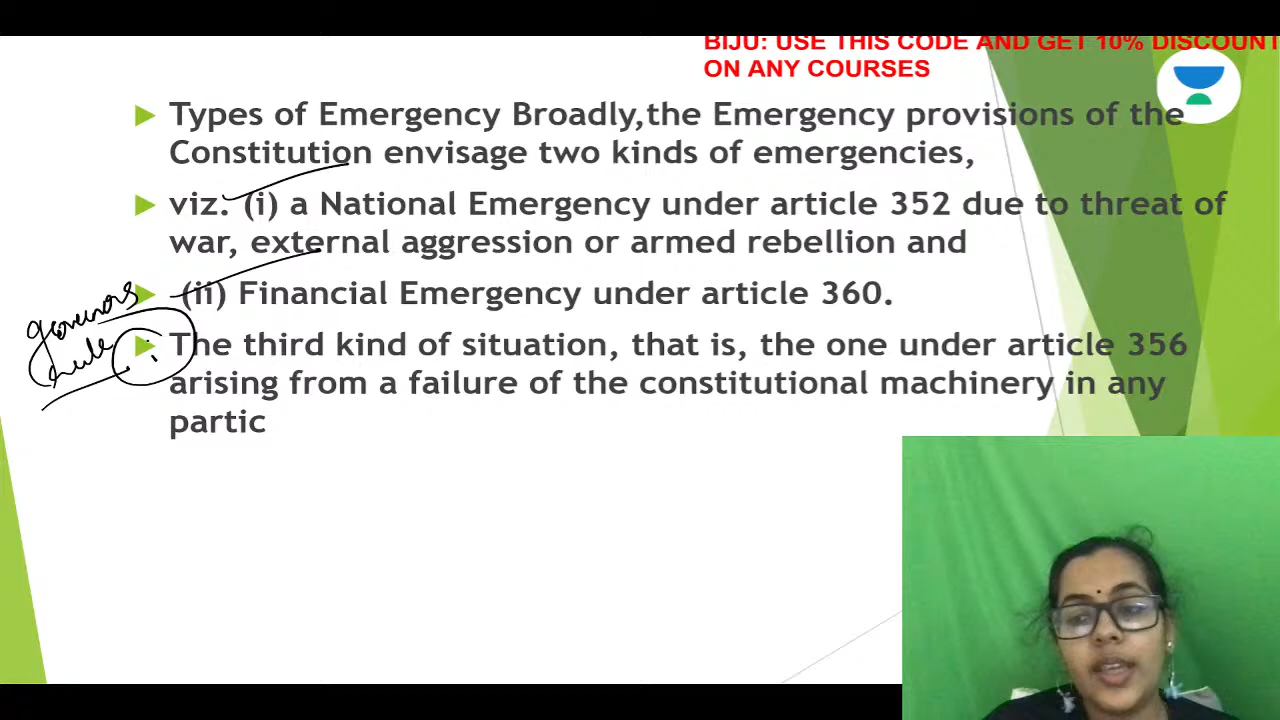 BIJU: USE THIS CODE AND GET 10% DISCOUNT
ON ANY COURSES
Types of Emergency Broadly,the Emergency provisions of the
Constitution envisage two kinds of emergencies,
viz. (i) a National Emergency under article 352 due to threat of
war, external aggression or armed rebellion and
(ii) Financial Emergency under article 360.
governors
rule
The third kind of situation, that is, the one under article 356
arising from a failure of the constitutional machinery in any
partic